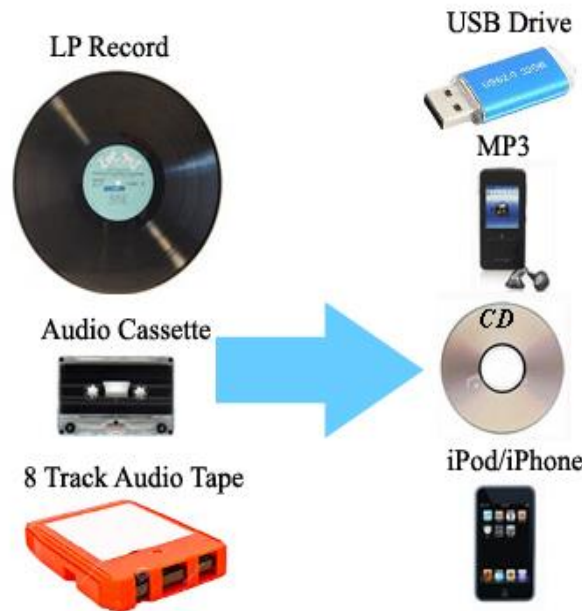 LP Record
Audio Cassette
8 Track Audio Tape
USB Drive
MP3
CD
iPod/iPhone